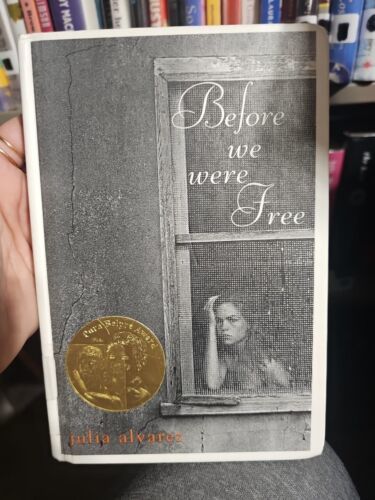 Before
we
were
Free
Pura Belpré Award
julia alvarez